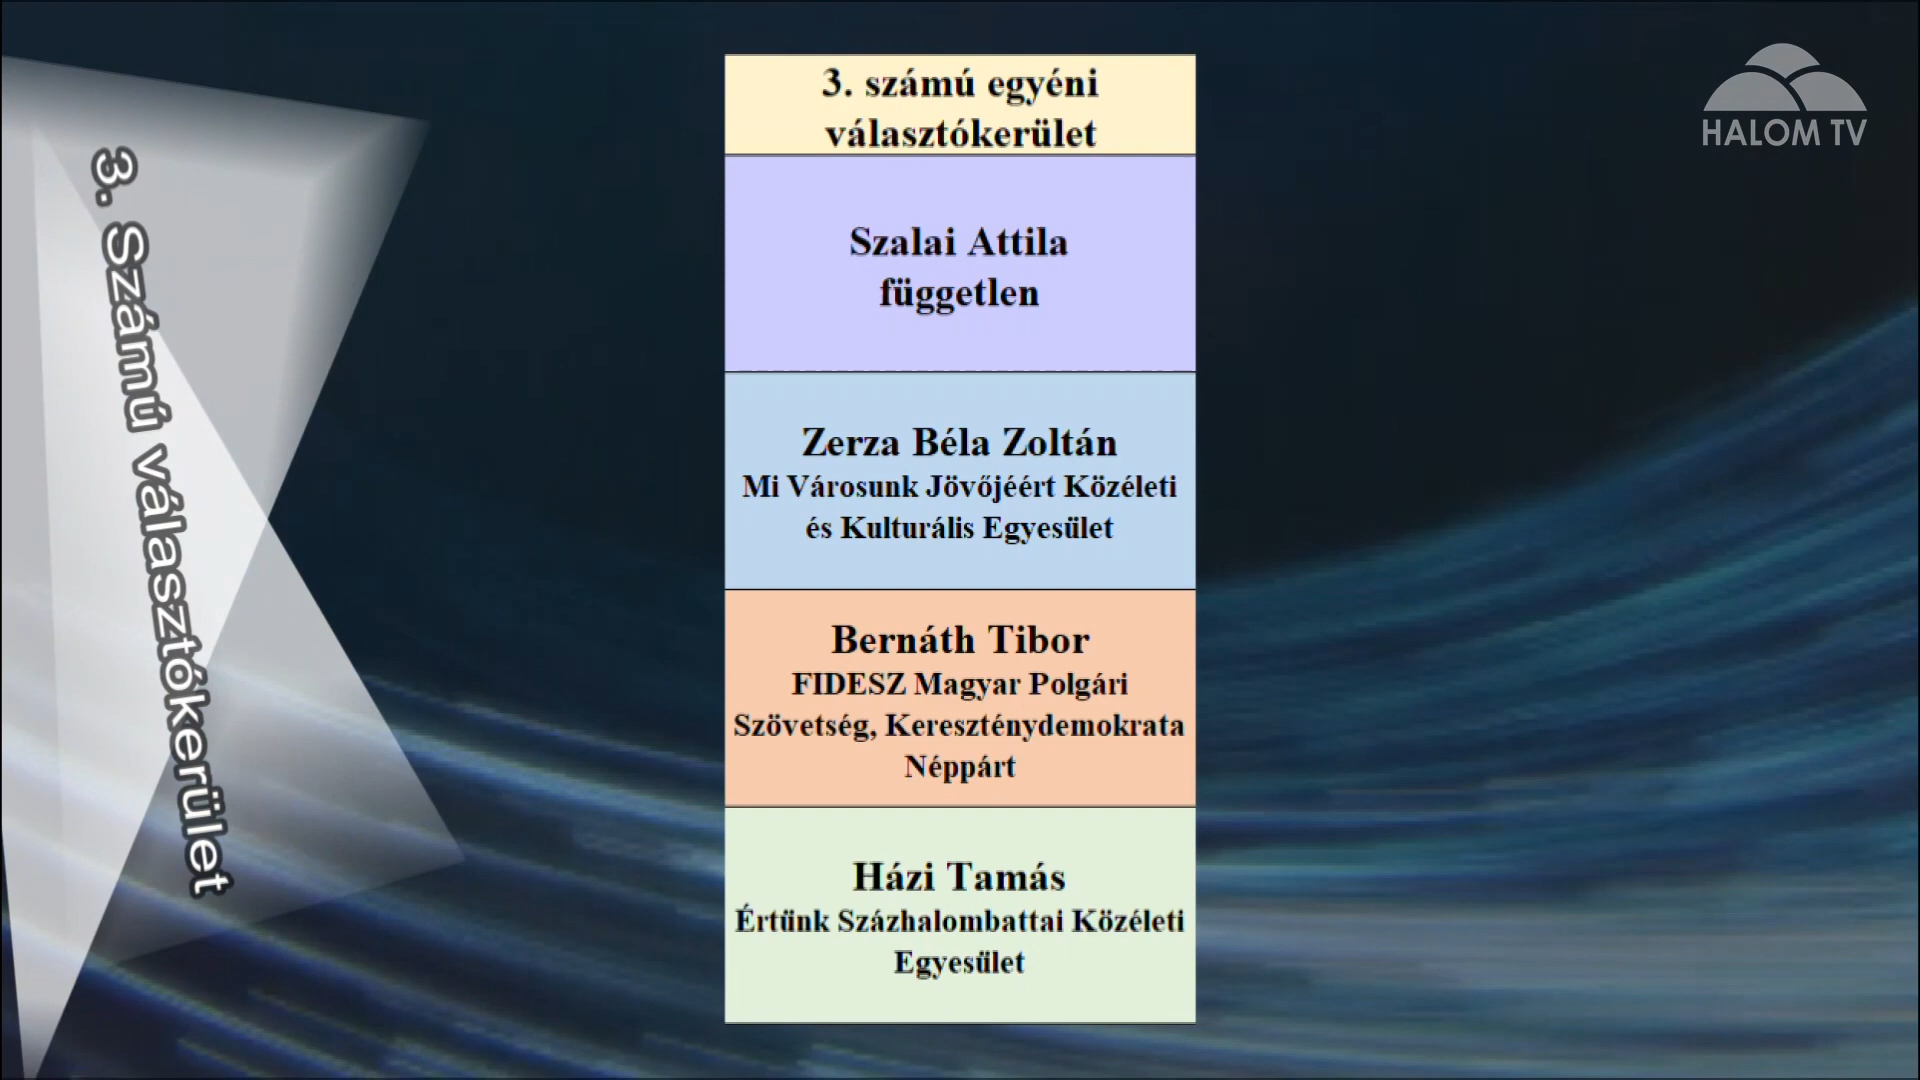 3. Számú választókerület
3. számú egyéni
választókerület
Szalai Attila
független
Zerza Béla Zoltán
Mi Városunk Jövőjéért Közéleti
és Kulturális Egyesület
Bernáth Tibor
FIDESZ Magyar Polgári
Szövetség, Kereszténydemokrata
Néppárt
Házi Tamás
Értünk Százhalombattai Közéleti
Egyesület
HALOM TV